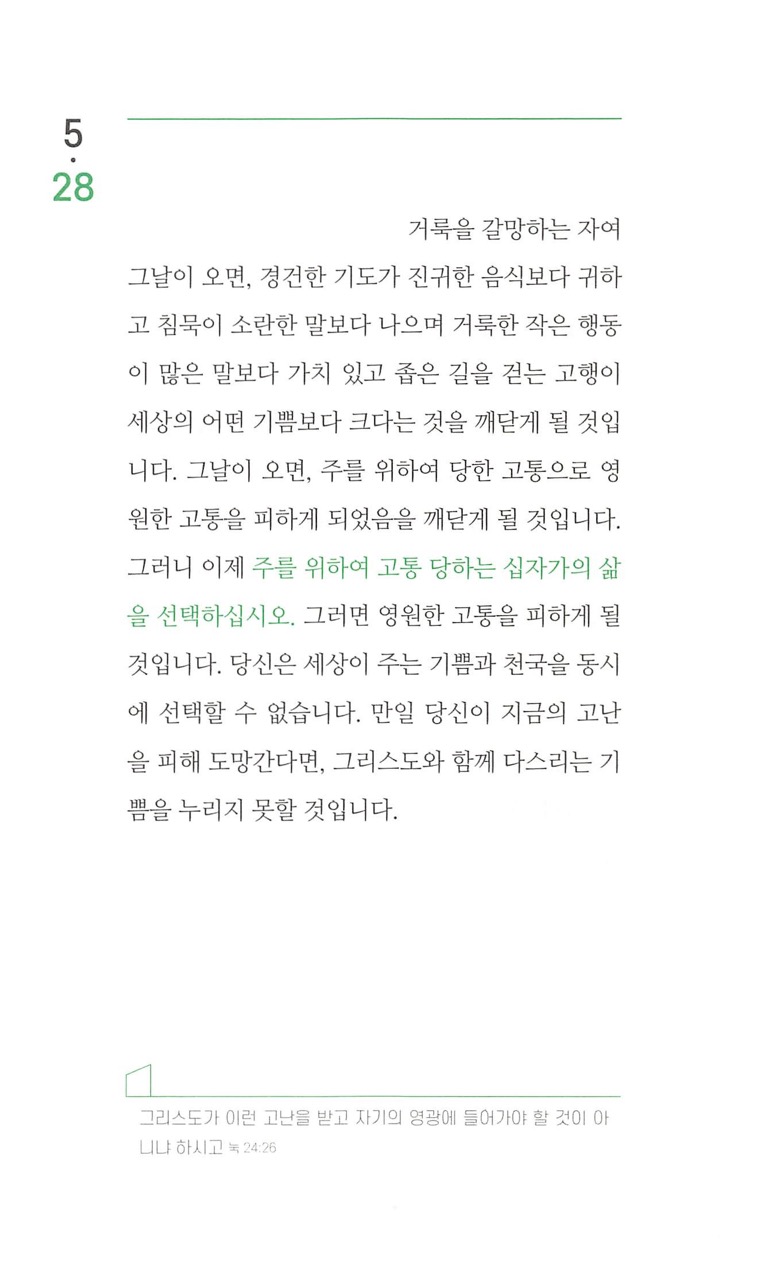 5
·
28
거룩을 갈망하는 자여
그날이 오면, 경건한 기도가 진귀한 음식보다 귀하
고 침묵이 소란한 말보다 나으며 거룩한 작은 행동
이 많은 말보다 가치 있고 좁은 길을 걷는 고행이
세상의 어떤 기쁨보다 크다는 것을 깨닫게 될 것입
니다. 그날이 오면, 주를 위하여 당한 고통으로 영
원한 고통을 피하게 되었음을 깨닫게 될 것입니다.
그러니 이제 주를 위하여 고통 당하는 십자가의 삶
을 선택하십시오. 그러면 영원한 고통을 피하게 될
것입니다. 당신은 세상이 주는 기쁨과 천국을 동시
에 선택할 수 없습니다. 만일 당신이 지금의 고난
을 피해 도망간다면, 그리스도와 함께 다스리는 기
쁨을 누리지 못할 것입니다.
그리스도가 이런 고난을 받고 자기의 영광에 들어가야 할 것이 아
니냐 하시고 눅 24:26